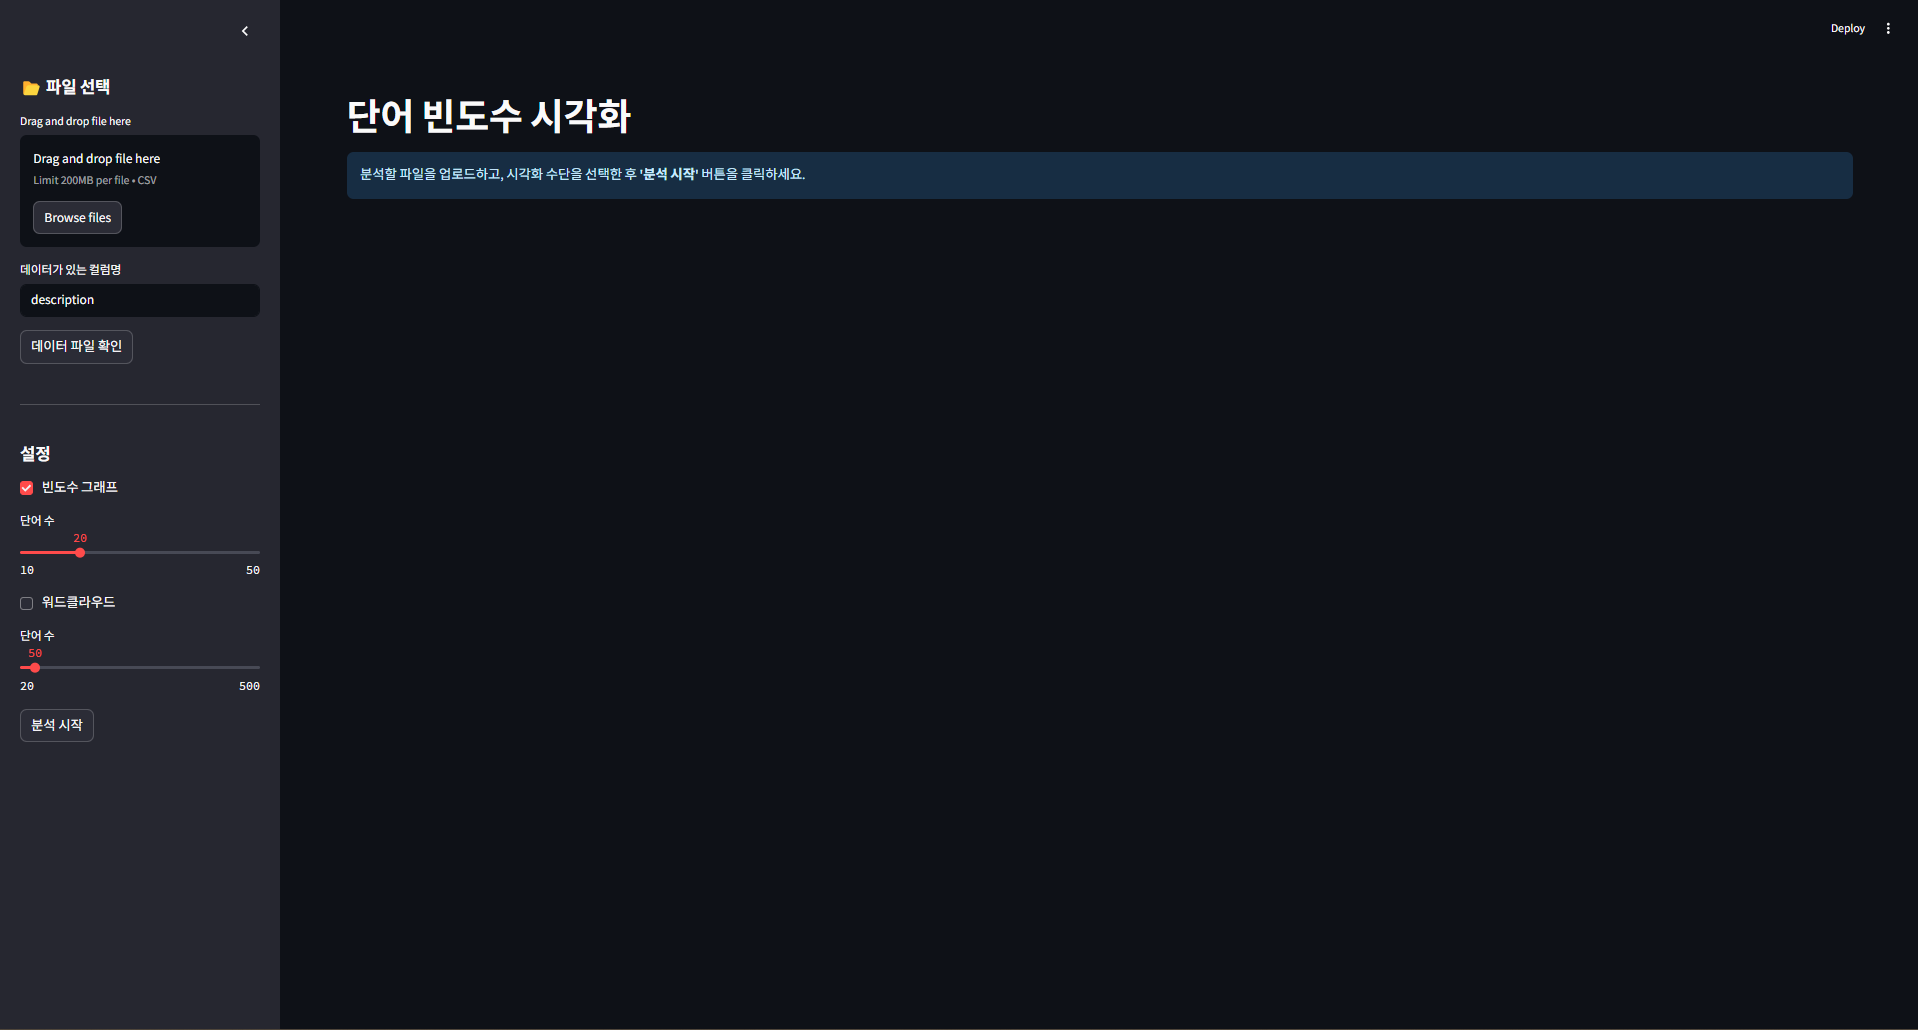 Deploy
파일 선택
Drag and drop file here
Drag and drop file here
Limit 200MB per file • CSV
Browse files
데이터가 있는 컬럼명
description
데이터 파일 확인
설정
빈도수 그래프
단어 수
20
10 50
워드클라우드
단어 수
50
20 500
분석 시작
단어 빈도수 시각화
분석할 파일을 업로드하고, 시각화 수단을 선택한 후 '분석 시작' 버튼을 클릭하세요.